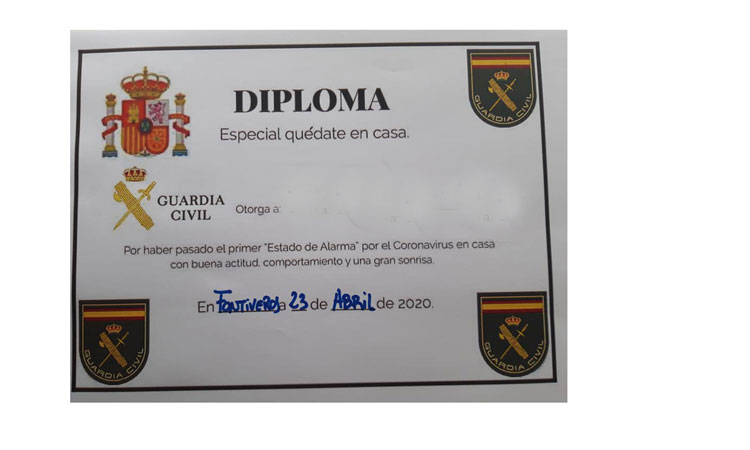 DIPLOMA
Especial quédate en casa.
GUARDIA
CIVIL
Otorga a:
Por haber pasado el primer "Estado de Alarma" por el Coronavirus en casa
con buena actitud, comportamiento y una gran sonrisa.
En Fontiveros a 23 de Abril de 2020.
GUARDIA CIVIL
GUARDIA CIVIL
GUARDIA CIVIL